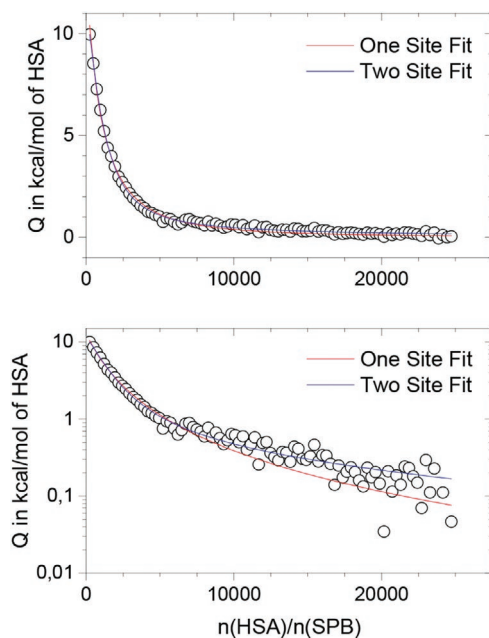 10
5
0
Q in kcal/mol of HSA
One Site Fit
Two Site Fit
0 10000 20000
10
1
0,1
0,01
Q in kcal/mol of HSA
One Site Fit
Two Site Fit
0 10000 20000
n(HSA)/n(SPB)